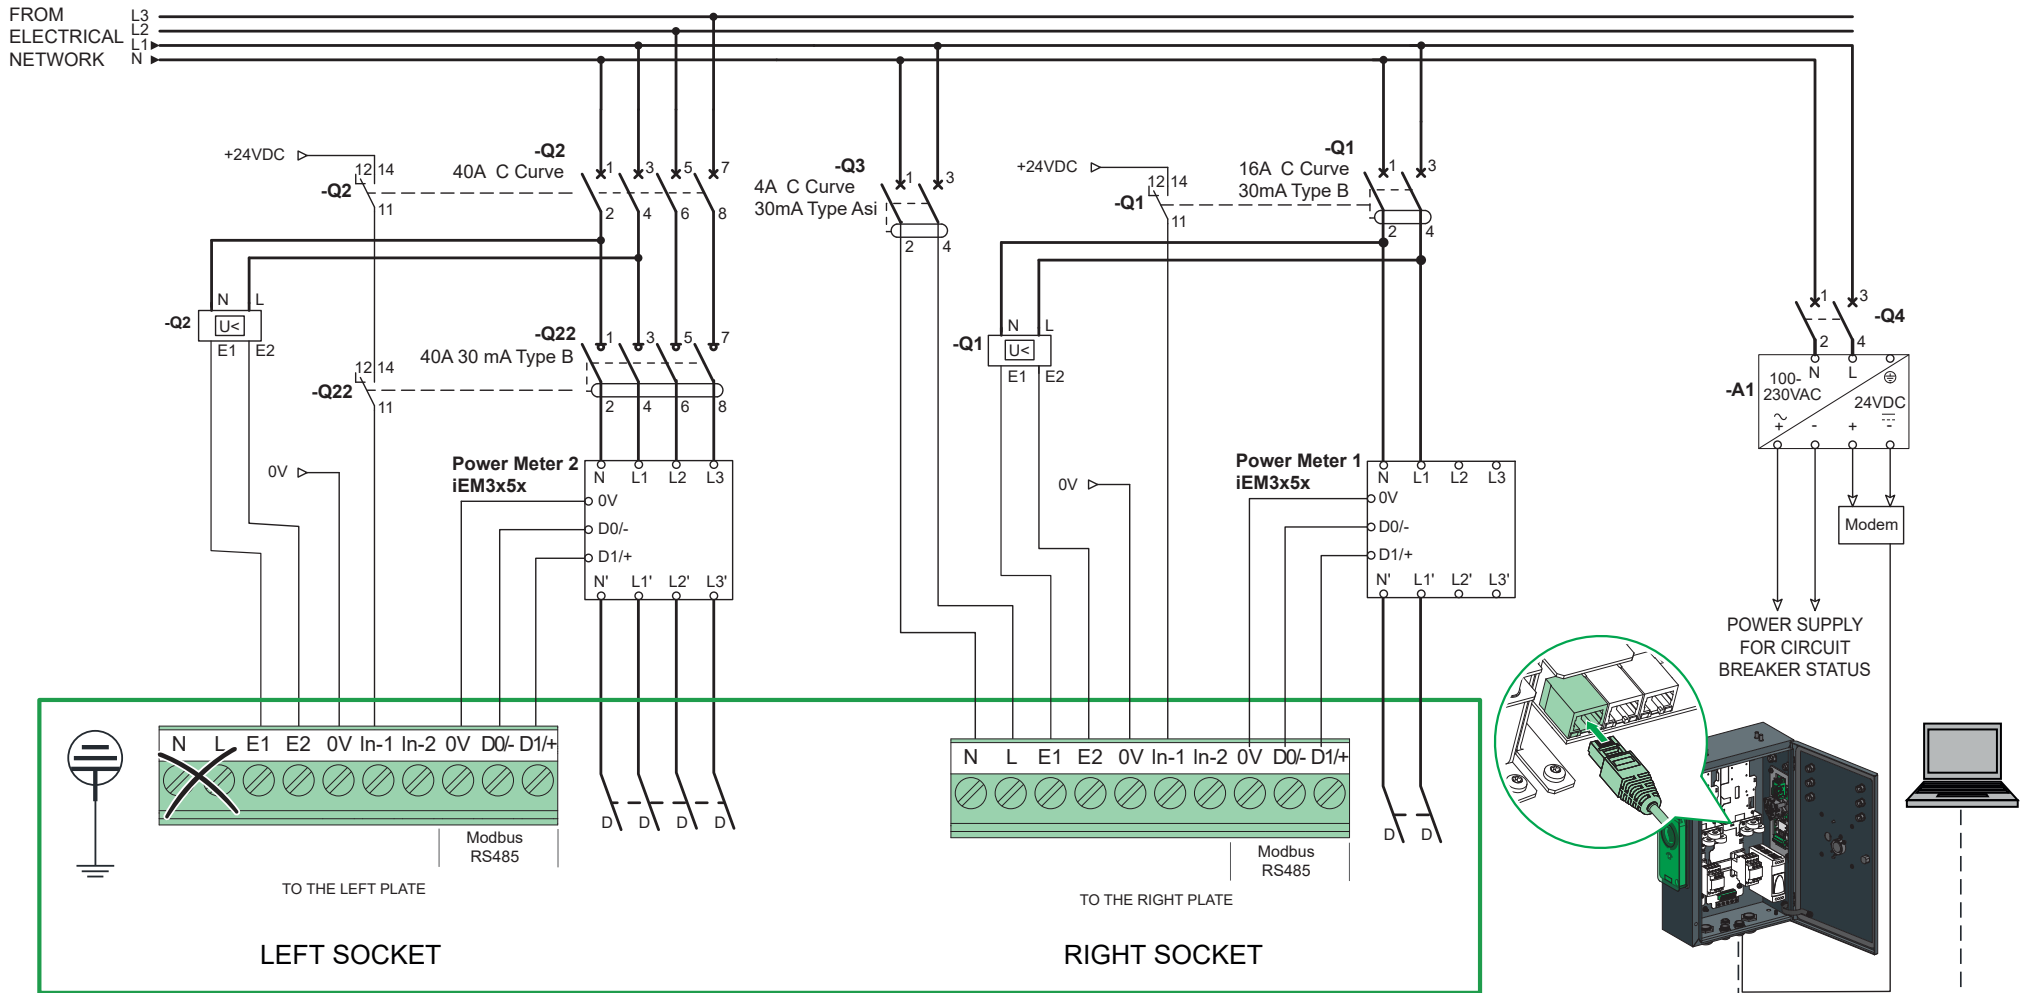 FROM
ELECTRICAL
NETWORK
L3
L2
L1
N
+24VDC
12 14
-Q2
11
-Q2
40A C Curve
1 3 5 7
2 4 6 8
N L
-Q2
U<
E1 E2
-Q22
40A 30 mA Type B
1 3 5 7
2 4 6 8
12 14
-Q22
11
0V
Power Meter 2
iEM3x5x
N L1 L2 L3
0V
D0/-
D1/+
N' L1' L2' L3'
-Q3
4A C Curve
30mA Type Asi
1 3
2 4
+24VDC
12 14
-Q1
11
-Q1
16A C Curve
30mA Type B
1 3
2 4
N L
-Q1
U<
E1 E2
0V
Power Meter 1
iEM3x5x
N L1 L2 L3
0V
D0/-
D1/+
N' L1' L2' L3'
1 3
-Q4
2 4
-A1
N L
100-
230VAC
24VDC
+ - + -
Modem
POWER SUPPLY
FOR CIRCUIT
BREAKER STATUS
N L E1 E2 0V In-1 In-2 0V D0/- D1/+
Modbus
RS485
TO THE LEFT PLATE
LEFT SOCKET
D D D D
N L E1 E2 0V In-1 In-2 0V D0/- D1/+
Modbus
RS485
TO THE RIGHT PLATE
RIGHT SOCKET
D D